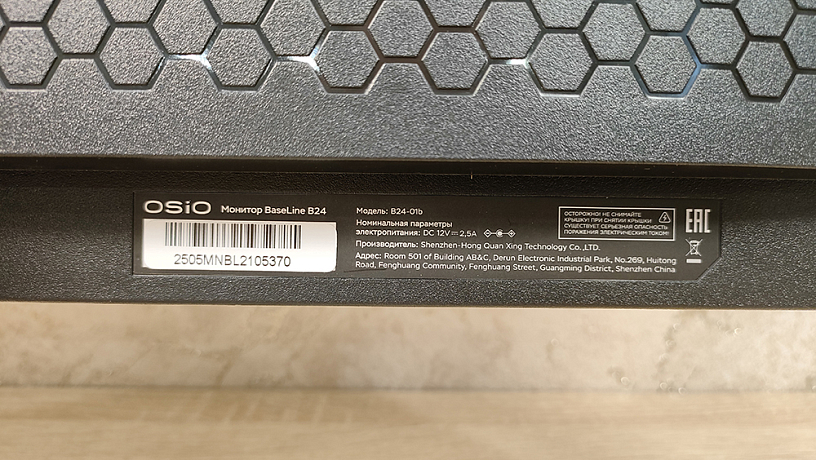 OSiO Монитор BaseLine B24
2505MNBL2105370
Модель: B24-01b
Номинальные параметры
электропитания: DC 12V⎓2,5A
Производитель: Shenzhen-Hong Quan Xing Technology Co.,LTD.
Адрес: Room 501 of Building AB&C, Derun Electronic Industrial Park, No.269, Huitong
Road, Fenghuang Community, Fenghuang Street, Guangming District, Shenzhen China
ОСТОРОЖНО! НЕ СНИМАЙТЕ
КРЫШКУ! ПРИ СНЯТИИ КРЫШКИ
СУЩЕСТВУЕТ СЕРЬЕЗНАЯ ОПАСНОСТЬ
ПОРАЖЕНИЯ ЭЛЕКТРИЧЕСКИМ ТОКОМ!
EAC